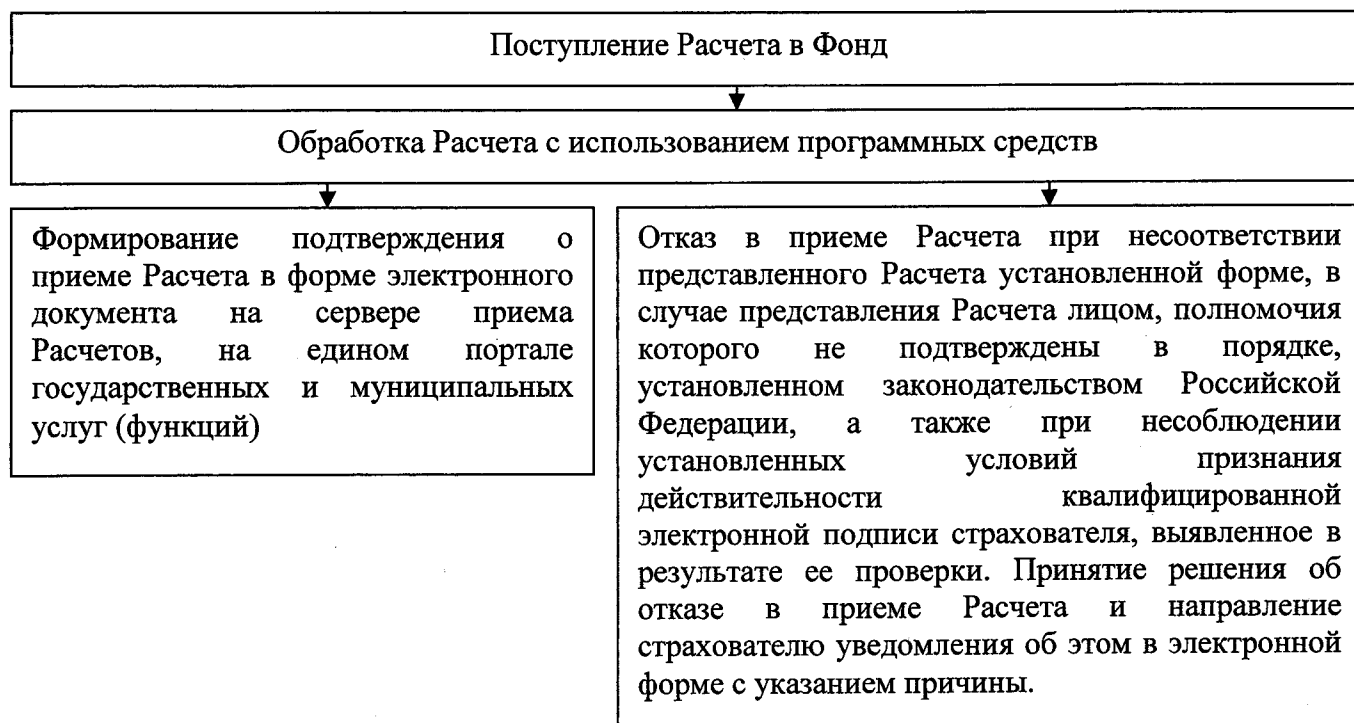 Поступление Расчета в Фонд
Обработка Расчета с использованием программных средств
Формирование подтверждения о
приеме Расчета в форме электронного
документа на сервере приема
Расчетов, на едином портале
государственных и муниципальных
услуг (функций)
Отказ в приеме Расчета при несоответствии
представленного Расчета установленной форме, в
случае представления Расчета лицом, полномочия
которого не подтверждены в порядке,
установленном законодательством Российской
Федерации, а также при несоблюдении
установленных условий признания
действительности квалифицированной
электронной подписи страхователя, выявленное в
результате ее проверки. Принятие решения об
отказе в приеме Расчета и направление
страхователю уведомления об этом в электронной
форме с указанием причины.